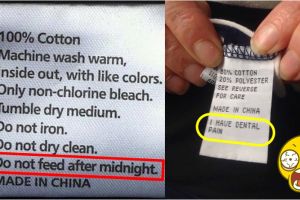 100% Cotton
Machine wash warm,
inside out, with like colors.
Only non-chlorine bleach.
Tumble dry medium.
Do not iron.
Do not dry clean.
Do not feed after midnight.
MADE IN CHINA
80% COTTON
20% POLYESTER
SEE REVERSE
FOR CARE
MADE IN CHINA
I HAVE DENTAL
PAIN